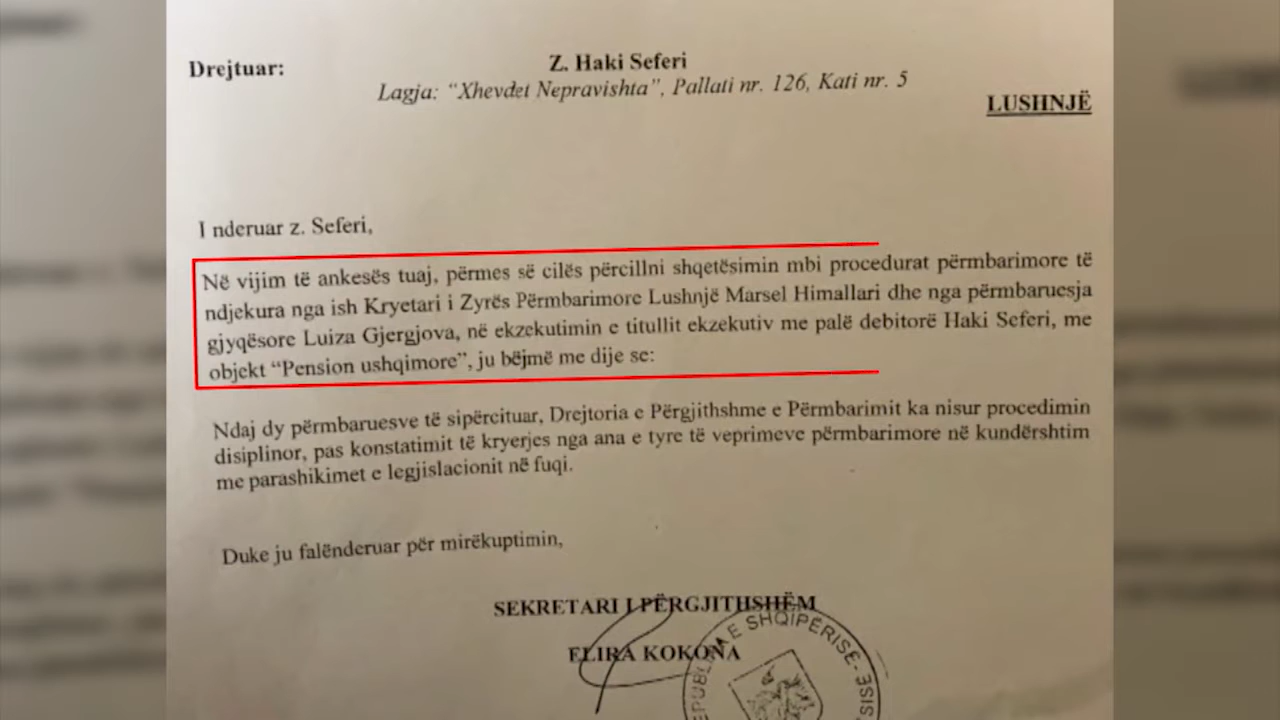 Drejtuar:
Z. Haki Seferi
Lagja: “Xhevdet Nepravishta”, Pallati nr. 126, Kati nr. 5
LUSHNJË
I nderuar z. Seferi,
Në vijim të ankesës tuaj, përmes së cilës përcillni shqetësimin mbi procedurat përmbarimore të
ndjekura nga ish Kryetari i Zyrës Përmbarimore Lushnjë Marsel Himallari dhe nga përmbaruesja
gjyqësore Luiza Gjergjova, në ekzekutimin e titullit ekzekutiv me palë debitorë Haki Seferi, me
objekt “Pension ushqimore”, ju bëjmë me dije se:
Ndaj dy përmbaruesve të sipërcituar, Drejtoria e Përgjithshme e Përmbarimit ka nisur procedimin
disiplinor, pas konstatimit të kryerjes nga ana e tyre të veprimeve përmbarimore në kundërshtim
me parashikimet e legjislacionit në fuqi.
Duke ju falënderuar për mirëkuptimin,
SEKRETARI I PËRGJITHSHËM
ELIRA KOKONA
E SHQIPËRISË